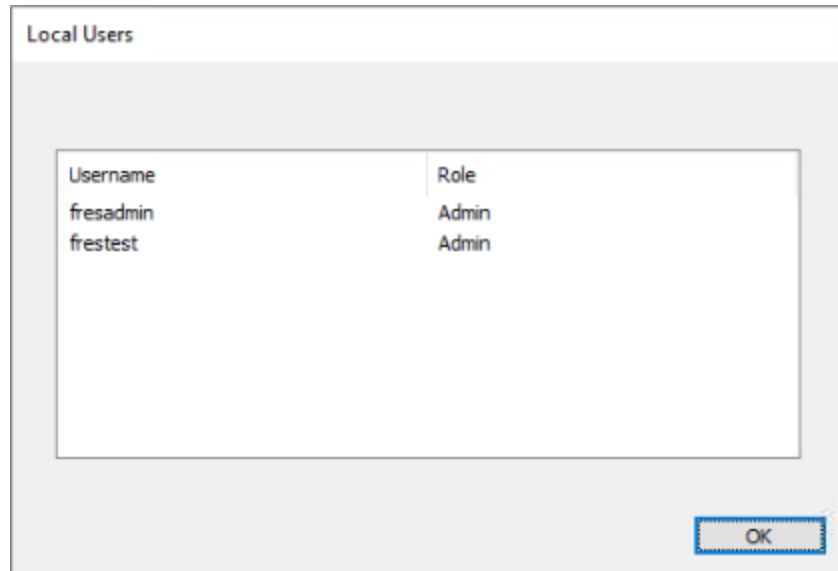 Local Users
Username Role
fresadmin Admin
frestest Admin
OK